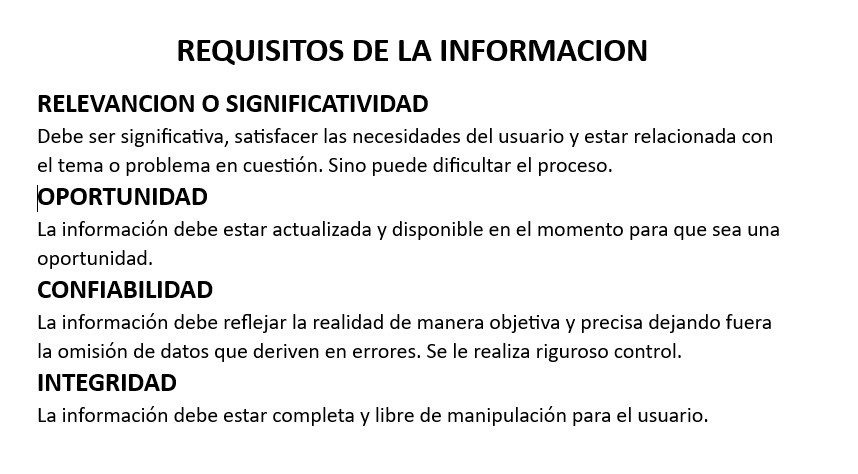 REQUISITOS DE LA INFORMACION
RELEVANCION O SIGNIFICATIVIDAD
Debe ser significativa, satisfacer las necesidades del usuario y estar relacionada con
el tema o problema en cuestión. Sino puede dificultar el proceso.
OPORTUNIDAD
La información debe estar actualizada y disponible en el momento para que sea una
oportunidad.
CONFIABILIDAD
La información debe reflejar la realidad de manera objetiva y precisa dejando fuera
la omisión de datos que deriven en errores. Se le realiza riguroso control.
INTEGRIDAD
La información debe estar completa y libre de manipulación para el usuario.